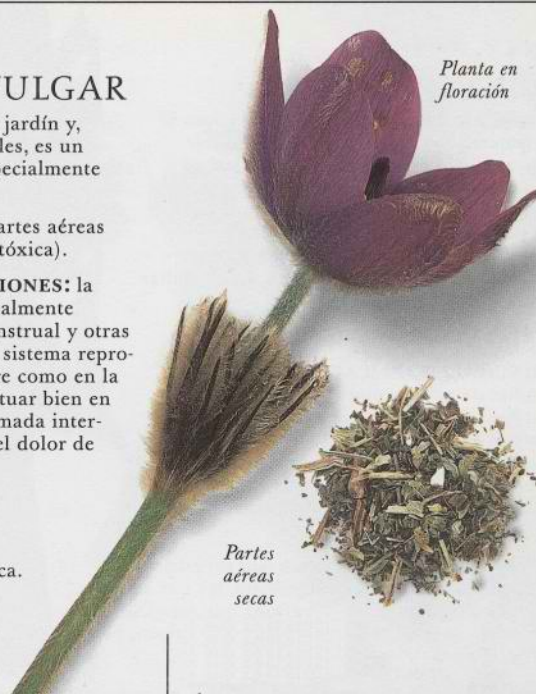 ULGAR
jardín y,
les, es un
pecialmente
artes aéreas
tóxica).
IONES: la
almente
nstrual y otras
sistema repro-
e como en la
tuar bien en
mada inter-
el dolor de
ca.
Planta en
floración
Partes
aéreas
secas